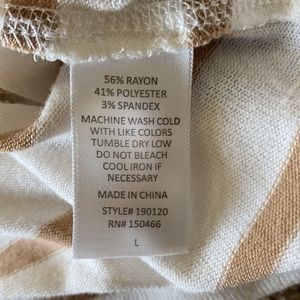 56% RAYON
41% POLYESTER
3% SPANDEX
MACHINE WASH COLD
WITH LIKE COLORS
TUMBLE DRY LOW
DO NOT BLEACH
COOL IRON IF
NECESSARY
MADE IN CHINA
STYLE# 190120
RN# 150466
L